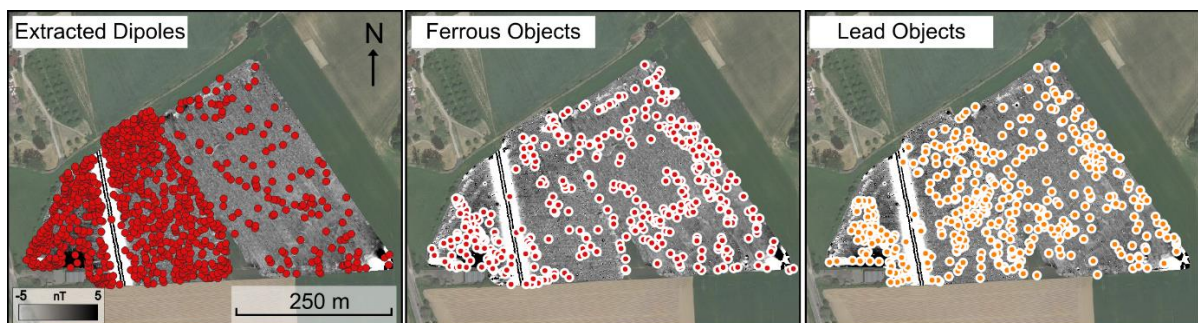 Extracted Dipoles
N
-5 nT 5
250 m
Ferrous Objects
Lead Objects